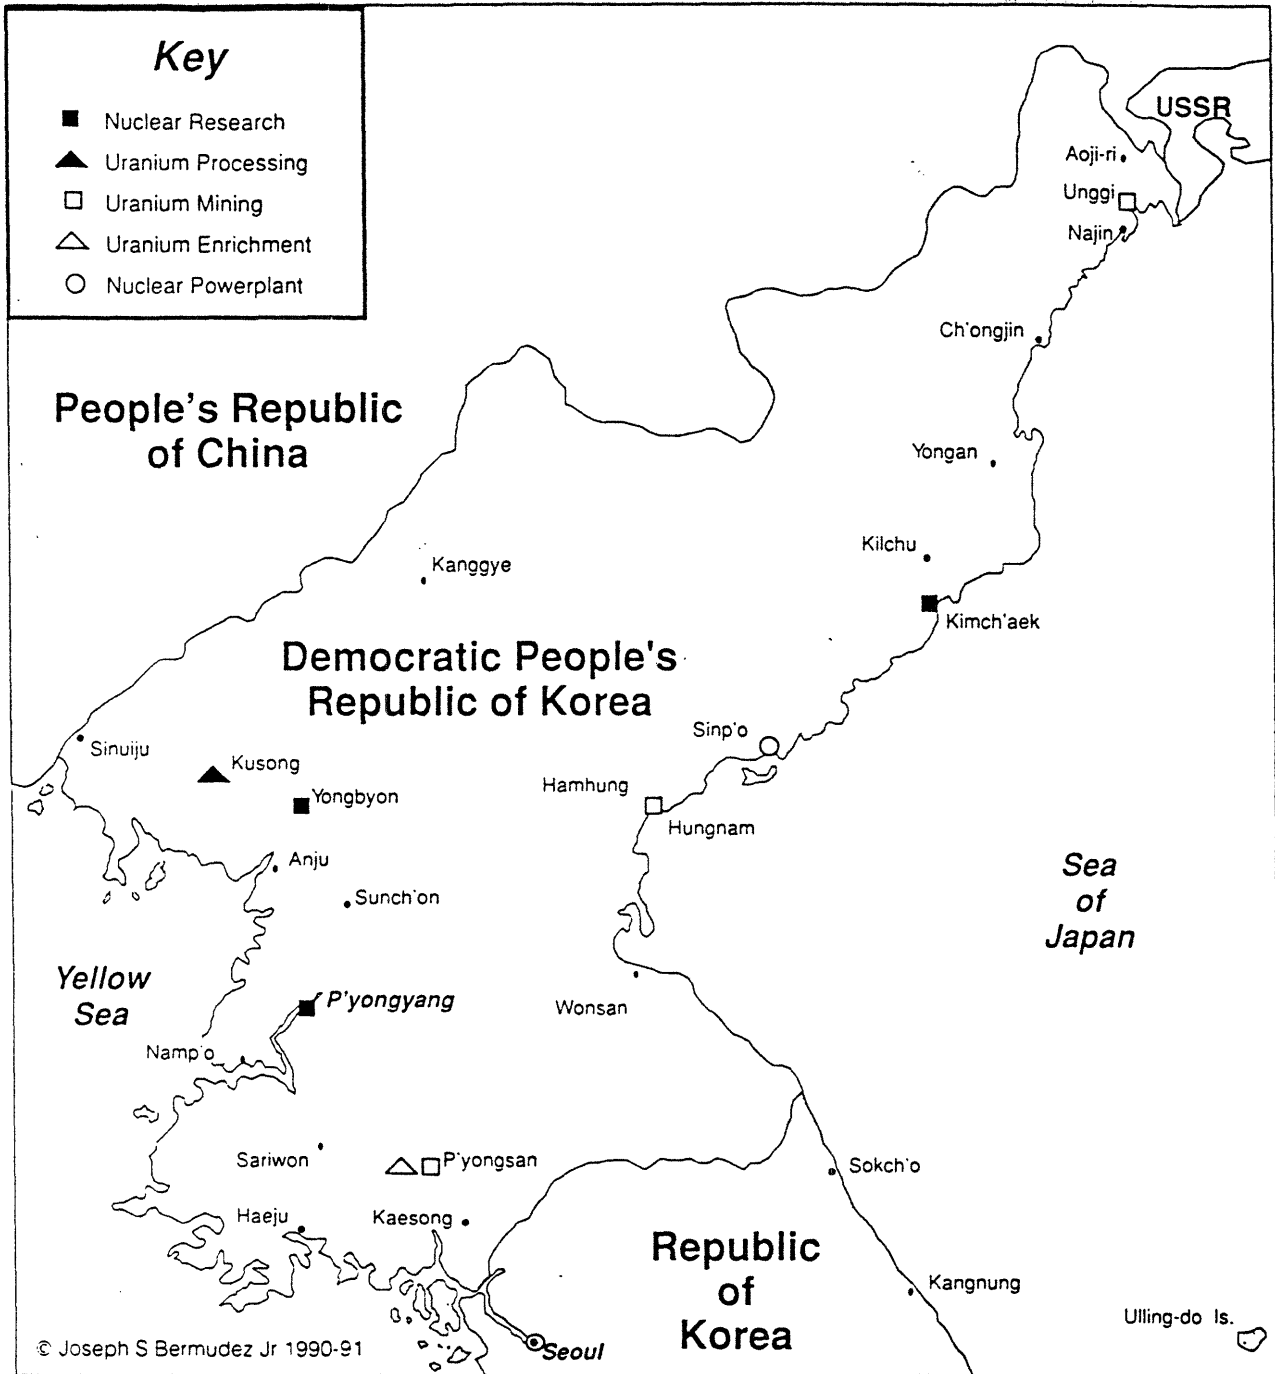 Key
Nuclear Research
Uranium Processing
Uranium Mining
Uranium Enrichment
Nuclear Powerplant
USSR
Aoji-ri
Unggi
Najin
Ch'ongjin
People's Republic
of China
Yongan
Kilchu
Kanggye
Kimch'aek
Democratic People's
Republic of Korea
Sinp'o
Sinuiju
Kusong
Hamhung
Yongbyon
Hungnam
Anju
Sunch'on
Sea
of
Japan
Yellow
Sea
P'yongyang
Wonsan
Namp'o
Sariwon
P'yongsan
Sokch'o
Haeju
Kaesong
Republic
of
Korea
Kangnung
Ulling-do Is.
© Joseph S Bermudez Jr 1990-91
Seoul